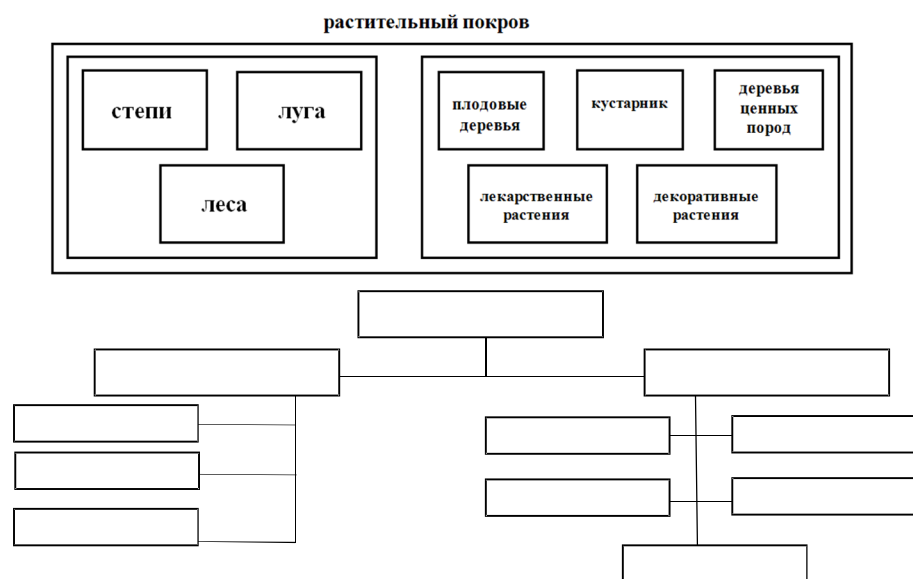 растительный покров
степи
луга
леса
плодовые
деревья
кустарник
деревья
ценных
пород
лекарственные
растения
декоративные
растения